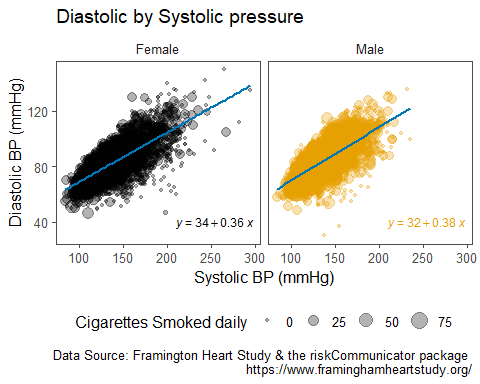 Diastolic by Systolic pressure
Female
Male
Diastolic BP (mmHg)
120
80
40
y = 34 + 0.36 x
y = 32 + 0.38 x
100 150 200 250 300
100 150 200 250 300
Systolic BP (mmHg)
Cigarettes Smoked daily 0 25 50 75
Data Source: Framington Heart Study & the riskCommunicator package
https://www.framinghamheartstudy.org/